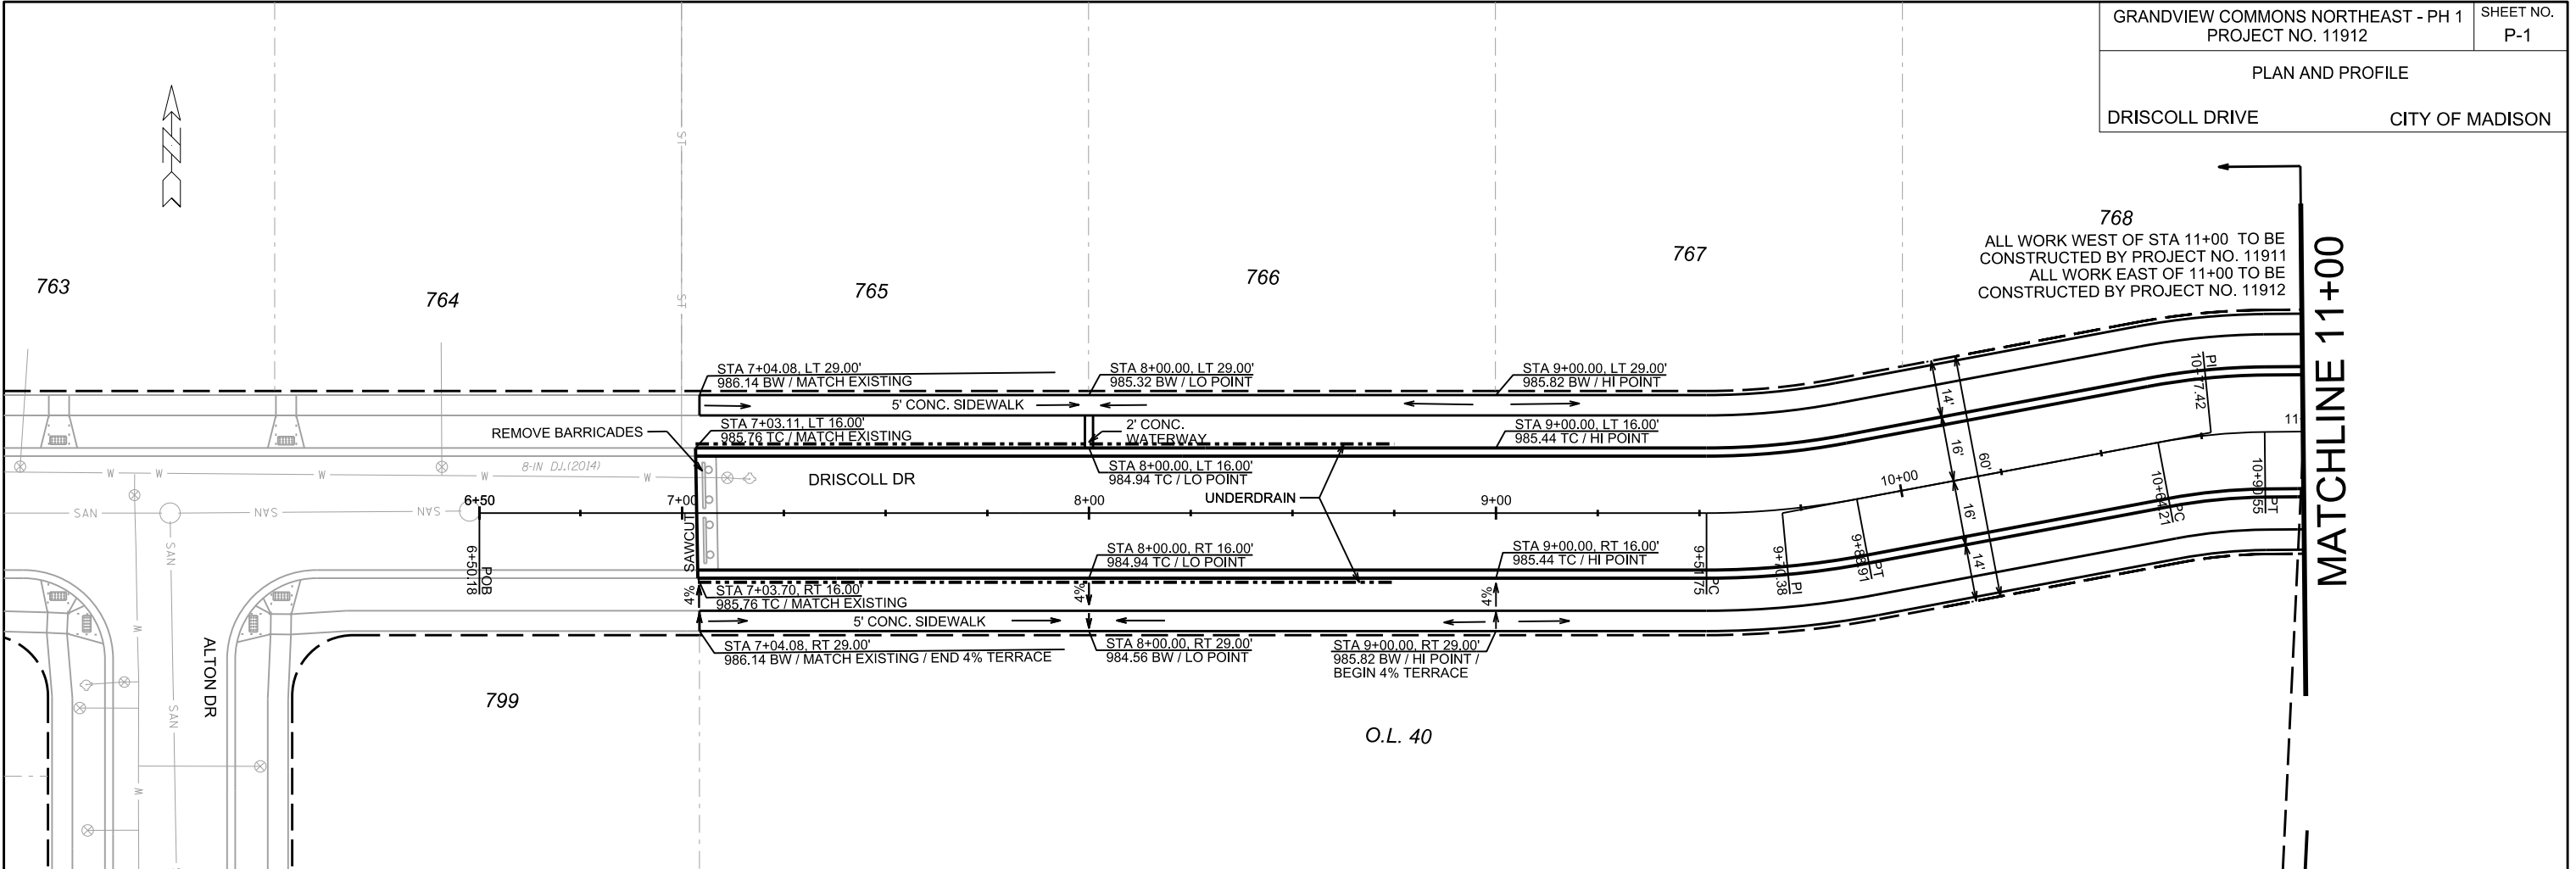 GRANDVIEW COMMONS NORTHEAST - PH 1
PROJECT NO. 11912
SHEET NO.
P-1
PLAN AND PROFILE
DRISCOLL DRIVE
CITY OF MADISON
N
ST
ST
763
764
765
766
767
768
ALL WORK WEST OF STA 11+00 TO BE
CONSTRUCTED BY PROJECT NO. 11911
ALL WORK EAST OF 11+00 TO BE
CONSTRUCTED BY PROJECT NO. 11912
MATCHLINE 11+00
STA 7+04.08, LT 29.00'
986.14 BW / MATCH EXISTING
STA 8+00.00, LT 29.00'
985.32 BW / LO POINT
STA 9+00.00, LT 29.00'
985.82 BW / HI POINT
5' CONC. SIDEWALK
REMOVE BARRICADES
STA 7+03.11, LT 16.00'
985.76 TC / MATCH EXISTING
2' CONC.
WATERWAY
STA 9+00.00, LT 16.00'
985.44 TC / HI POINT
STA 8+00.00, LT 16.00'
984.94 TC / LO POINT
W W W W W
8-IN D.I.(2014)
DRISCOLL DR
UNDERDRAIN
SAN SAN SAN
6+50
7+00
8+00
9+00
10+00
11
SAWCUT
POB
6+50.18
STA 8+00.00, RT 16.00'
984.94 TC / LO POINT
STA 9+00.00, RT 16.00'
985.44 TC / HI POINT
PC
9+51.75
PI
9+70.38
PT
9+88.91
PC
10+64.21
PI
10+77.42
PT
10+90.55
14'
16'
60'
16'
14'
4%
4%
4%
STA 7+03.70, RT 16.00'
985.76 TC / MATCH EXISTING
5' CONC. SIDEWALK
STA 7+04.08, RT 29.00'
986.14 BW / MATCH EXISTING / END 4% TERRACE
STA 8+00.00, RT 29.00'
984.56 BW / LO POINT
STA 9+00.00, RT 29.00'
985.82 BW / HI POINT /
BEGIN 4% TERRACE
SAN
SAN
W
W
ALTON DR
799
O.L. 40